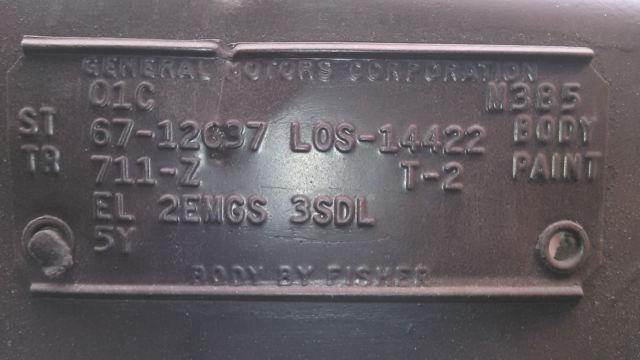 GENERAL MOTORS CORPORATION
01C M385
ST 67-12637 LOS-14422 BODY
TR 711-Z T-2 PAINT
EL 2EMGS 3SDL
5Y
BODY BY FISHER